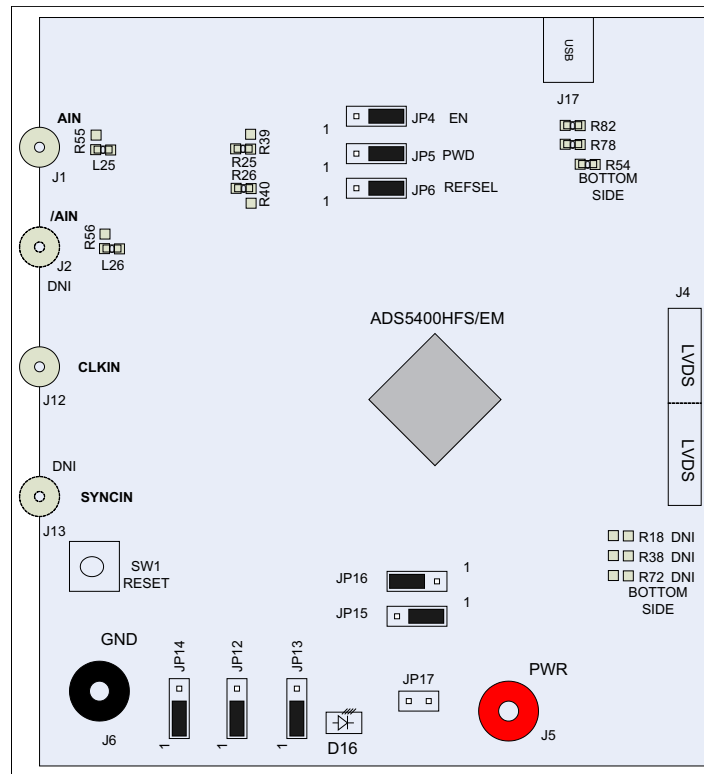 USB
J17
AIN
R55
L25
J1
R39
R25
R26
R40
1
JP4 EN
1
JP5 PWD
1
JP6 REFSEL
R82
R78
R54
BOTTOM
SIDE
/AIN
R56
L26
J2
DNI
J4
ADS5400HFS/EM
LVDS
LVDS
CLKIN
J12
DNI
SYNCIN
J13
SW1
RESET
R18 DNI
R38 DNI
R72 DNI
BOTTOM
SIDE
JP16
1
JP15
1
GND
J6
JP14
1
JP12
1
JP13
1
D16
JP17
PWR
J5